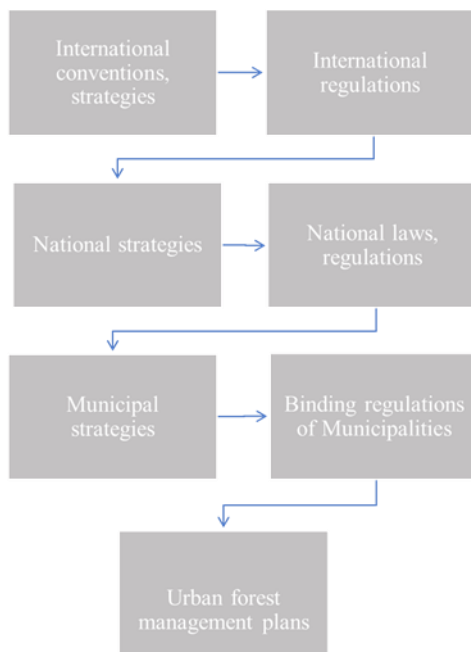 International
conventions,
strategies
International
regulations
National strategies
National laws,
regulations
Municipal
strategies
Binding regulations
of Municipalities
Urban forest
management plans